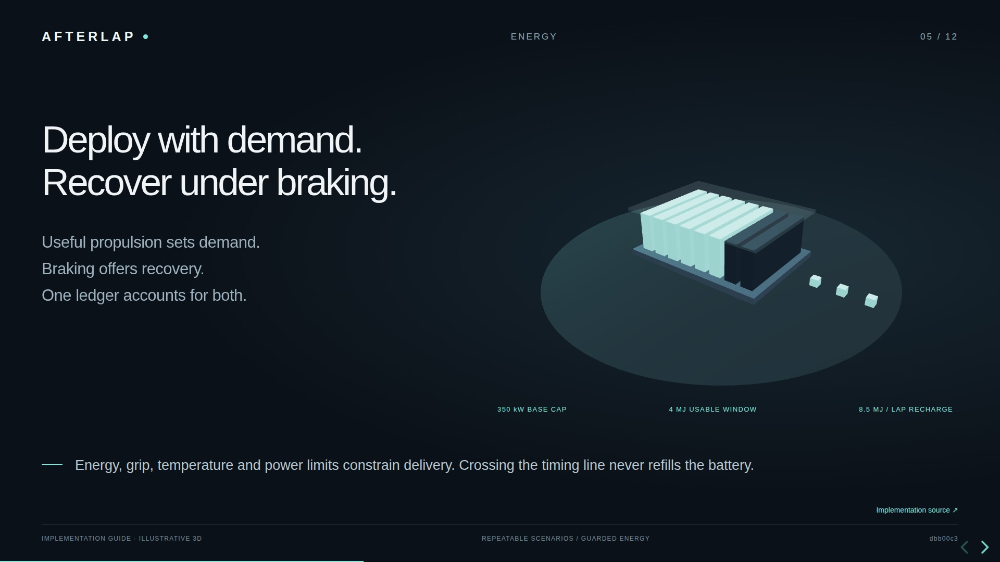 AFTERLAP
ENERGY
05 / 12
Deploy with demand.
Recover under braking.
Useful propulsion sets demand.
Braking offers recovery.
One ledger accounts for both.
350 kW BASE CAP
4 MJ USABLE WINDOW
8.5 MJ / LAP RECHARGE
Energy, grip, temperature and power limits constrain delivery. Crossing the timing line never refills the battery.
Implementation source ↗
IMPLEMENTATION GUIDE · ILLUSTRATIVE 3D
REPEATABLE SCENARIOS / GUARDED ENERGY
dbb00c3